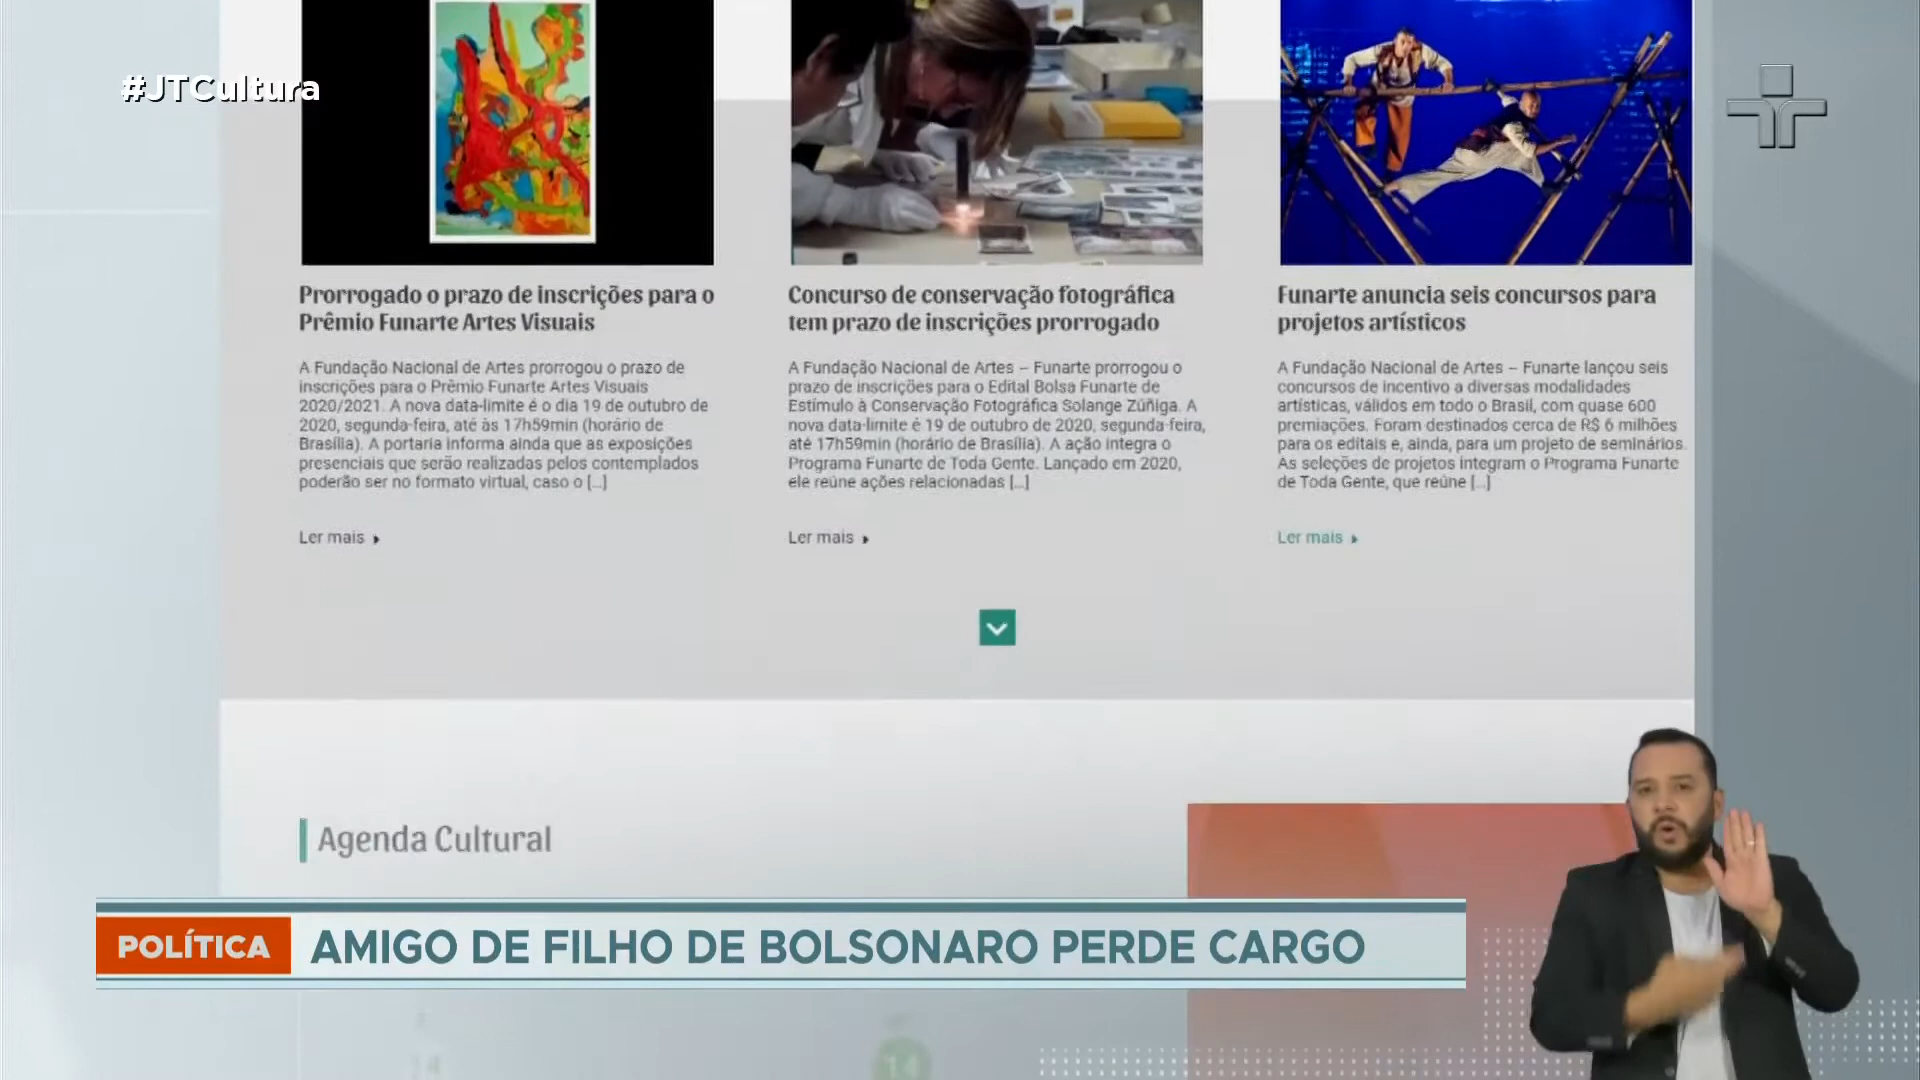 #JTCultura
Prorrogado o prazo de inscrições para o
Prêmio Funarte Artes Visuais
A Fundação Nacional de Artes prorrogou o prazo de
inscrições para o Prêmio Funarte Artes Visuais
2020/2021. A nova data-limite é o dia 19 de outubro de
2020, segunda-feira, até às 17h59min (horário de
Brasília). A portaria informa ainda que as exposições
presenciais que serão realizadas pelos contemplados
poderão ser no formato virtual, caso o [...]
Ler mais
Concurso de conservação fotográfica
tem prazo de inscrições prorrogado
A Fundação Nacional de Artes – Funarte prorrogou o
prazo de inscrições para o Edital Bolsa Funarte de
Estímulo à Conservação Fotográfica Solange Zúñiga. A
nova data-limite é 19 de outubro de 2020, segunda-feira,
até 17h59min (horário de Brasília). A ação integra o
Programa Funarte de Toda Gente. Lançado em 2020,
ele reúne ações relacionadas [...]
Ler mais
Funarte anuncia seis concursos para
projetos artísticos
A Fundação Nacional de Artes – Funarte lançou seis
concursos de incentivo a diversas modalidades
artísticas, válidos em todo o Brasil, com quase 600
premiações. Foram destinados cerca de R$ 6 milhões
para os editais e, ainda, para um projeto de seminários.
As seleções de projetos integram o Programa Funarte
de Toda Gente, que reúne [...]
Ler mais
Agenda Cultural
POLÍTICA
AMIGO DE FILHO DE BOLSONARO PERDE CARGO
14
14